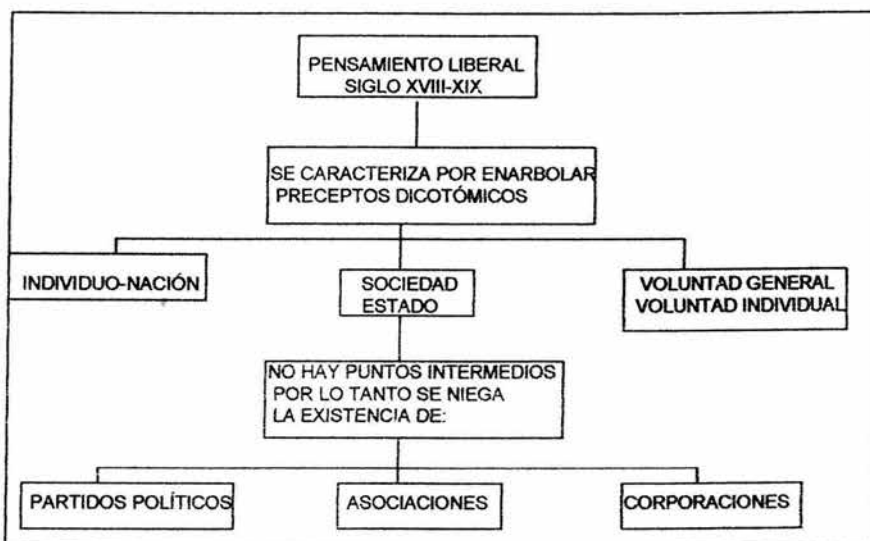 PENSAMIENTO LIBERAL
SIGLO XVIII-XIX
SE CARACTERIZA POR ENARBOLAR
PRECEPTOS DICOTÓMICOS
INDIVIDUO-NACIÓN
SOCIEDAD
ESTADO
VOLUNTAD GENERAL
VOLUNTAD INDIVIDUAL
NO HAY PUNTOS INTERMEDIOS
POR LO TANTO SE NIEGA
LA EXISTENCIA DE:
PARTIDOS POLÍTICOS
ASOCIACIONES
CORPORACIONES